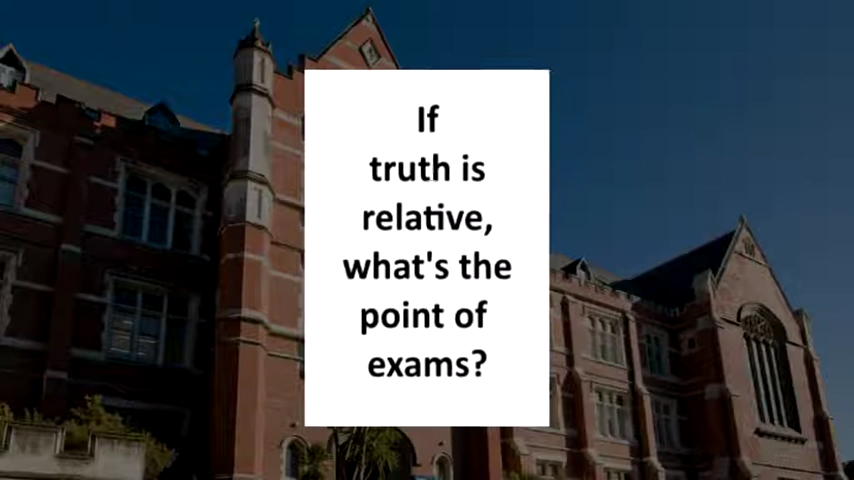 If
truth is
relative,
what's the
point of
exams?